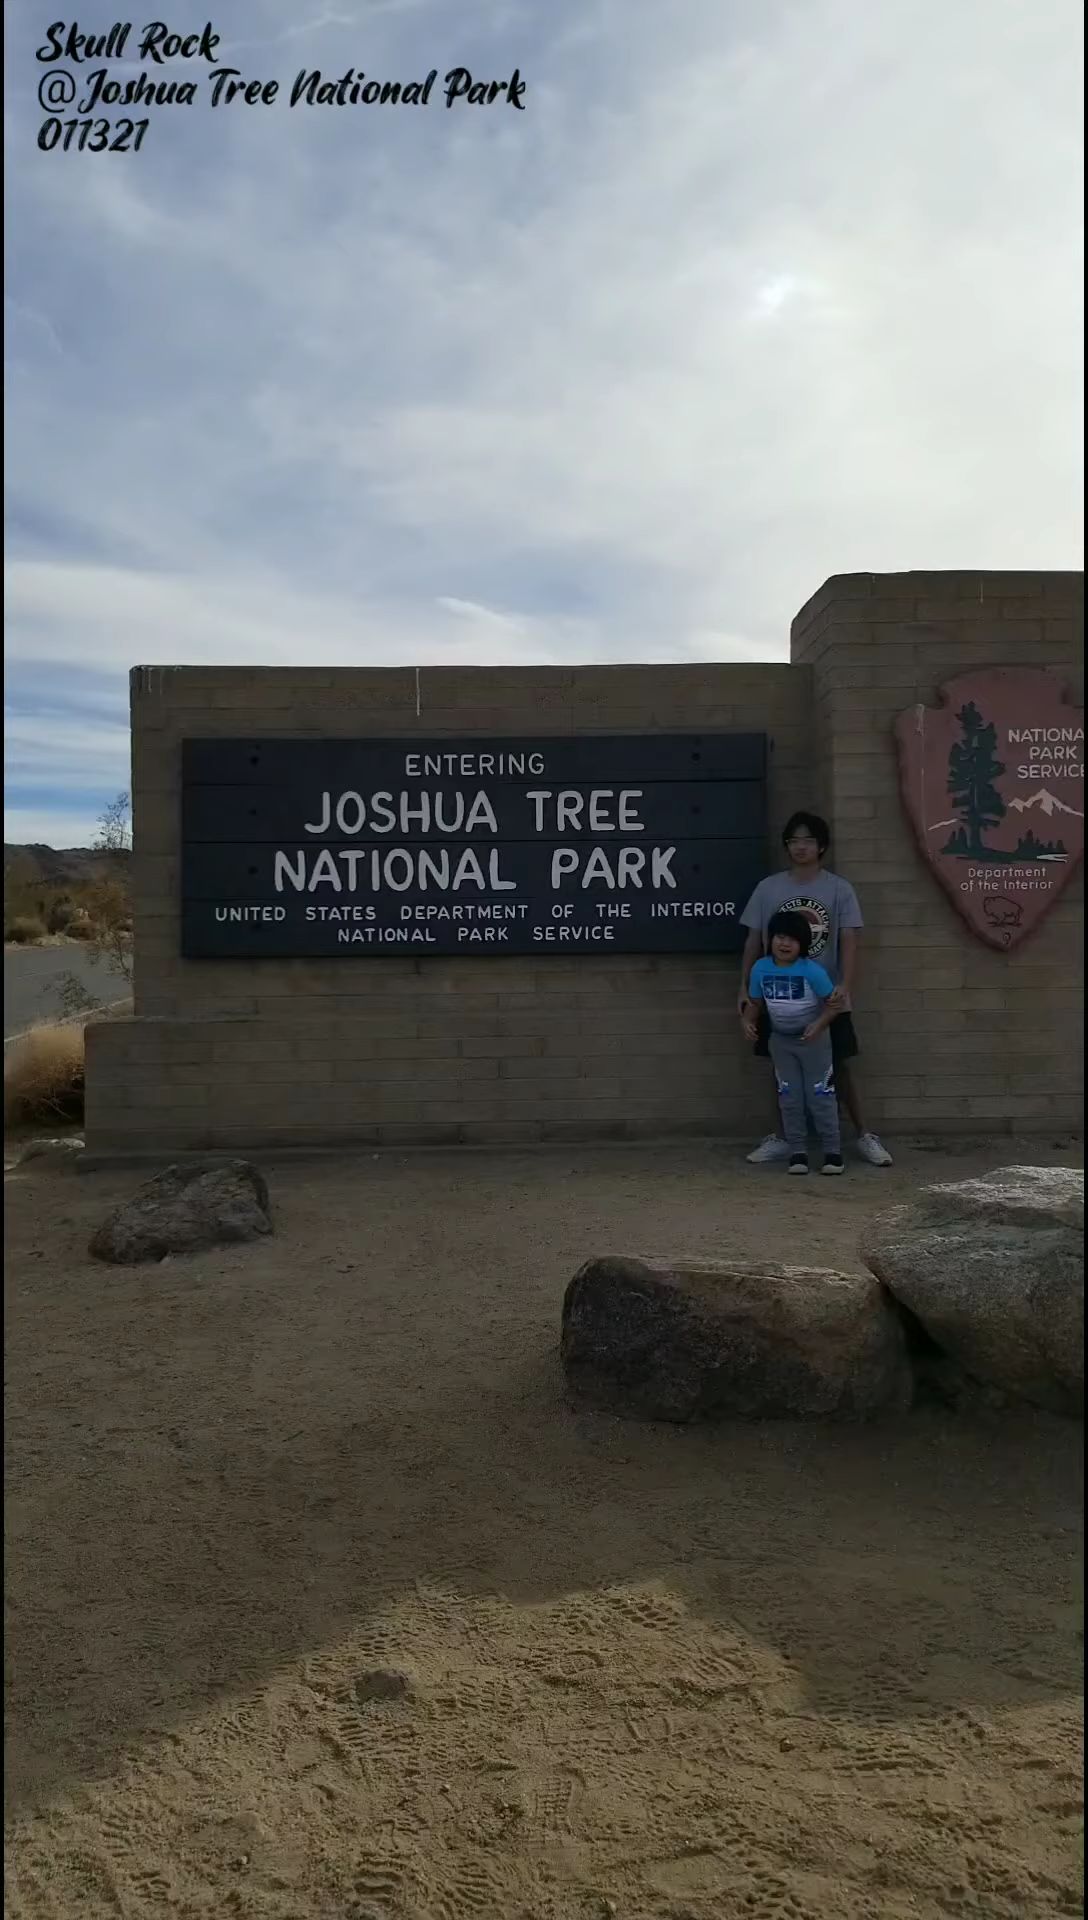 Skull Rock
@ Joshua Tree National Park
011321
ENTERING
JOSHUA TREE
NATIONAL PARK
UNITED STATES DEPARTMENT OF THE INTERIOR
NATIONAL PARK SERVICE
NATIONA
PARK
SERVICE
Department
of the Interior